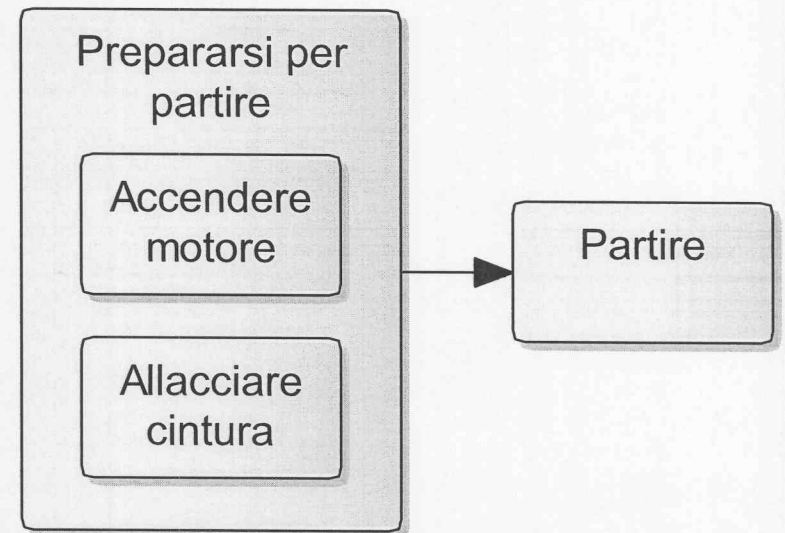 Prepararsi per
partire
Accendere
motore
Allacciare
cintura
Partire